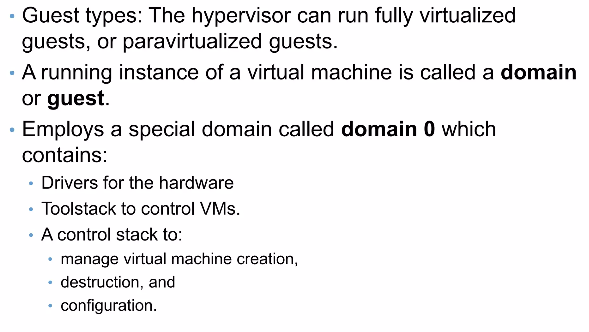 • Guest types: The hypervisor can run fully virtualized
guests, or paravirtualized guests.
• A running instance of a virtual machine is called a domain
or guest.
• Employs a special domain called domain 0 which
contains:
• Drivers for the hardware
• Toolstack to control VMs.
• A control stack to:
• manage virtual machine creation,
• destruction, and
• configuration.